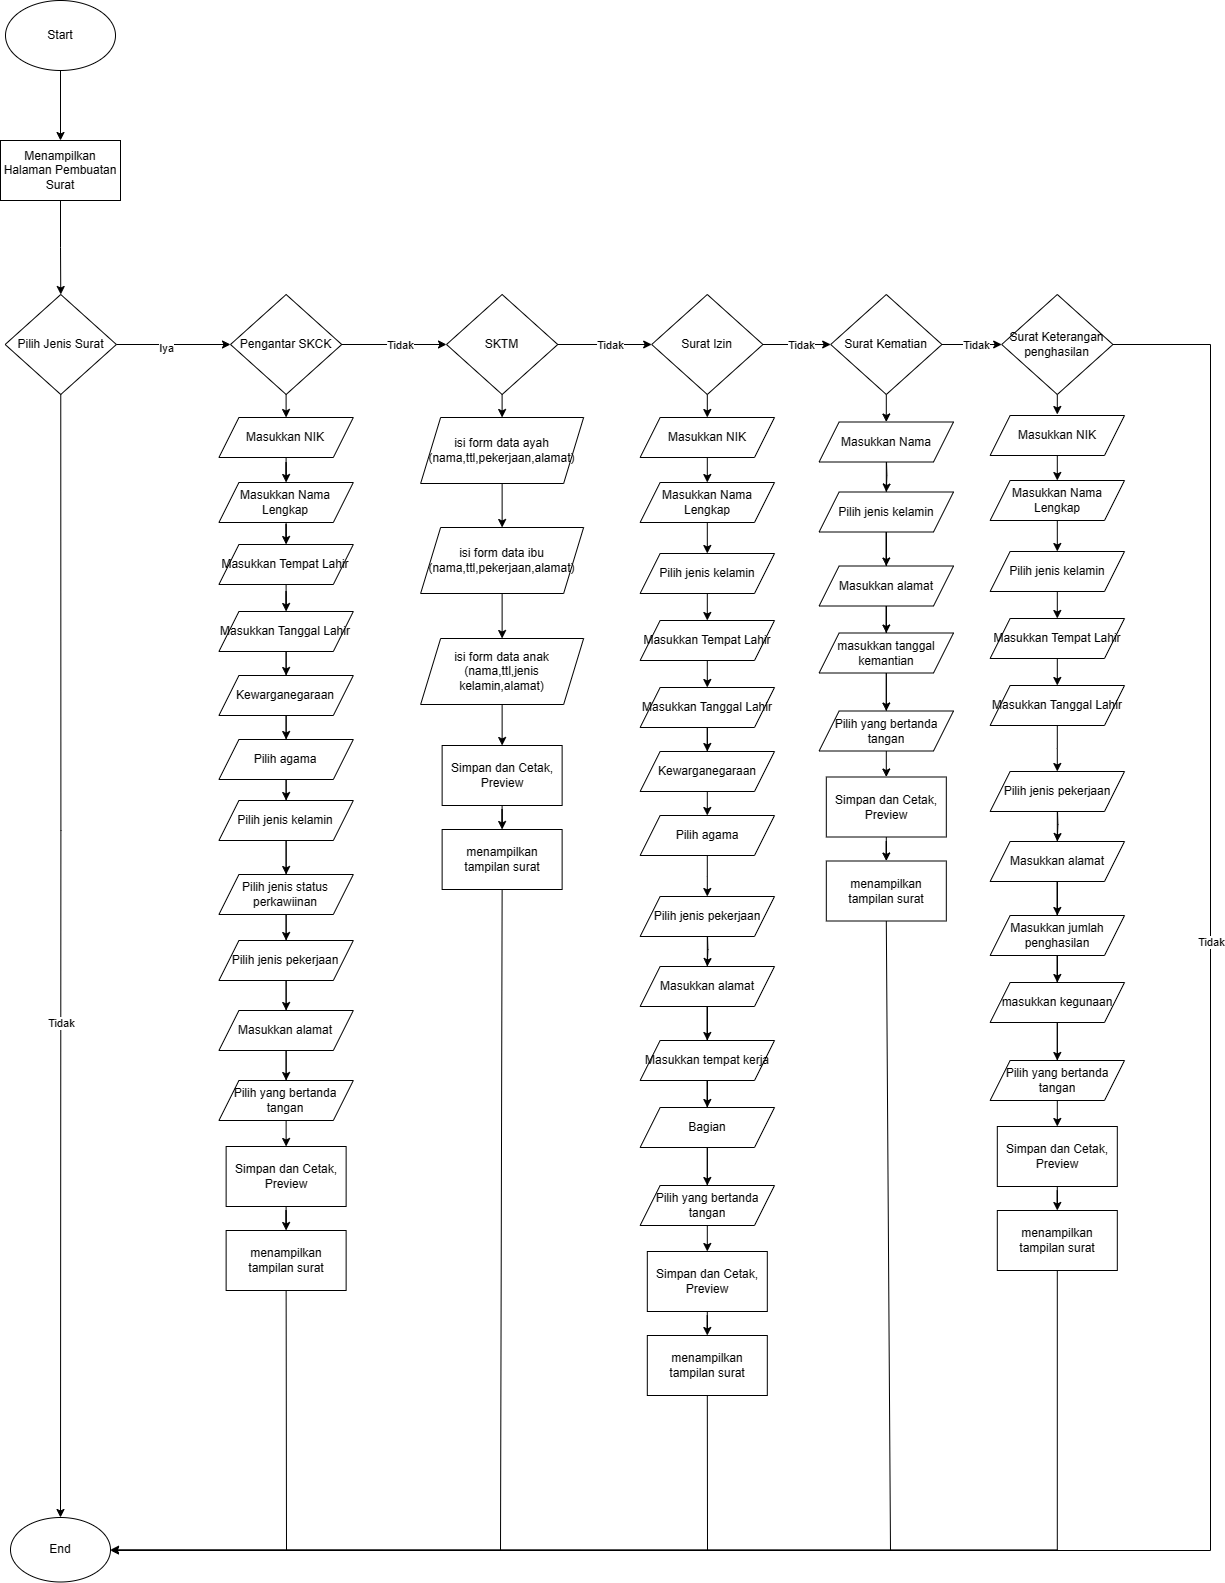 Start
Menampilkan
Halaman Pembuatan
Surat
Pilih Jenis Surat
Iya
Pengantar SKCK
Tidak
SKTM
Tidak
Surat Izin
Tidak
Surat Kematian
Tidak
Surat Keterangan
penghasilan
Tidak
Tidak
Masukkan NIK
Masukkan Nama
Lengkap
Masukkan Tempat Lahir
Masukkan Tanggal Lahir
Kewarganegaraan
Pilih agama
Pilih jenis kelamin
Pilih jenis status
perkawiinan
Pilih jenis pekerjaan
Masukkan alamat
Pilih yang bertanda
tangan
Simpan dan Cetak,
Preview
menampilkan
tampilan surat
isi form data ayah
(nama,ttl,pekerjaan,alamat)
isi form data ibu
(nama,ttl,pekerjaan,alamat)
isi form data anak
(nama,ttl,jenis
kelamin,alamat)
Simpan dan Cetak,
Preview
menampilkan
tampilan surat
Masukkan NIK
Masukkan Nama
Lengkap
Pilih jenis kelamin
Masukkan Tempat Lahir
Masukkan Tanggal Lahir
Kewarganegaraan
Pilih agama
Pilih jenis pekerjaan
Masukkan alamat
Masukkan tempat kerja
Bagian
Pilih yang bertanda
tangan
Simpan dan Cetak,
Preview
menampilkan
tampilan surat
Masukkan Nama
Pilih jenis kelamin
Masukkan alamat
masukkan tanggal
kemantian
Pilih yang bertanda
tangan
Simpan dan Cetak,
Preview
menampilkan
tampilan surat
Masukkan NIK
Masukkan Nama
Lengkap
Pilih jenis kelamin
Masukkan Tempat Lahir
Masukkan Tanggal Lahir
Pilih jenis pekerjaan
Masukkan alamat
Masukkan jumlah
penghasilan
masukkan kegunaan
Pilih yang bertanda
tangan
Simpan dan Cetak,
Preview
menampilkan
tampilan surat
End